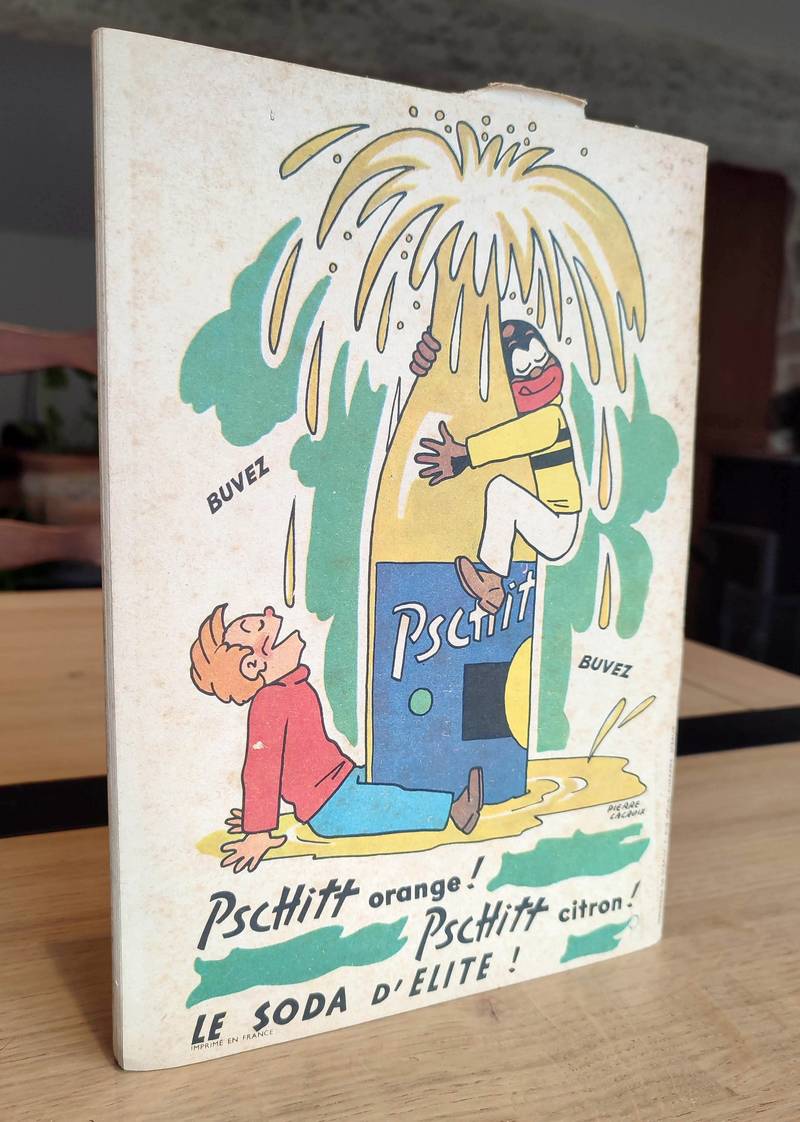 BUVEZ
Pschitt
BUVEZ
PIERRE
LACROIX
PSCHITT orange!
PSCHITT citron!
LE SODA D'ELITE !
IMPRIMÉ EN FRANCE